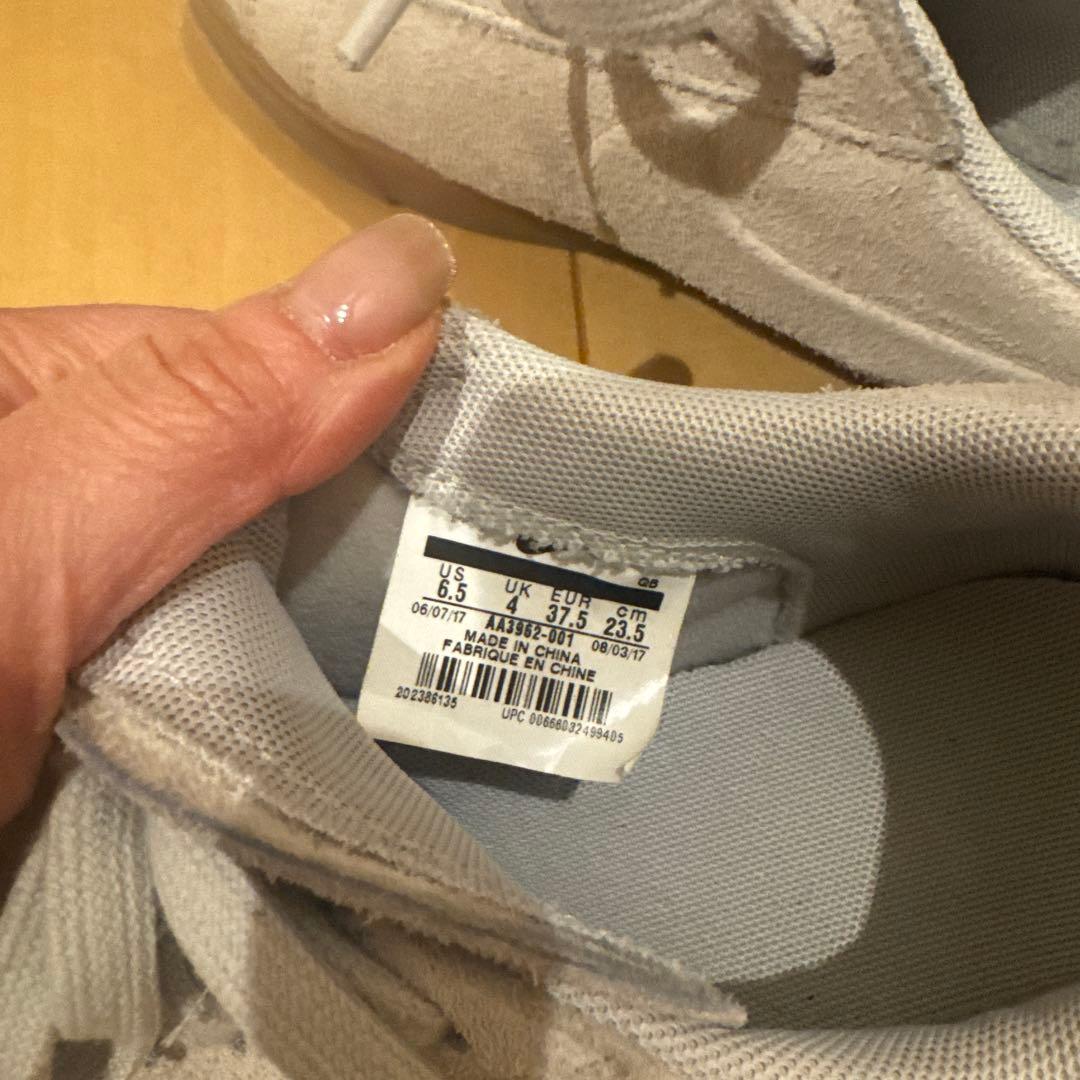 QB
US UK EUR cm
6.5 4 37.5 23.5
06/07/17 AA3962-001 08/03/17
MADE IN CHINA
FABRIQUE EN CHINE
202386135 UPC 00666032499405